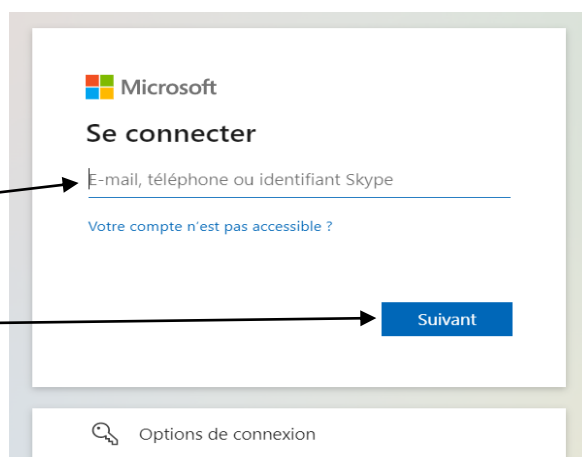 Microsoft
Se connecter
E-mail, téléphone ou identifiant Skype
Votre compte n'est pas accessible ?
Suivant
Options de connexion